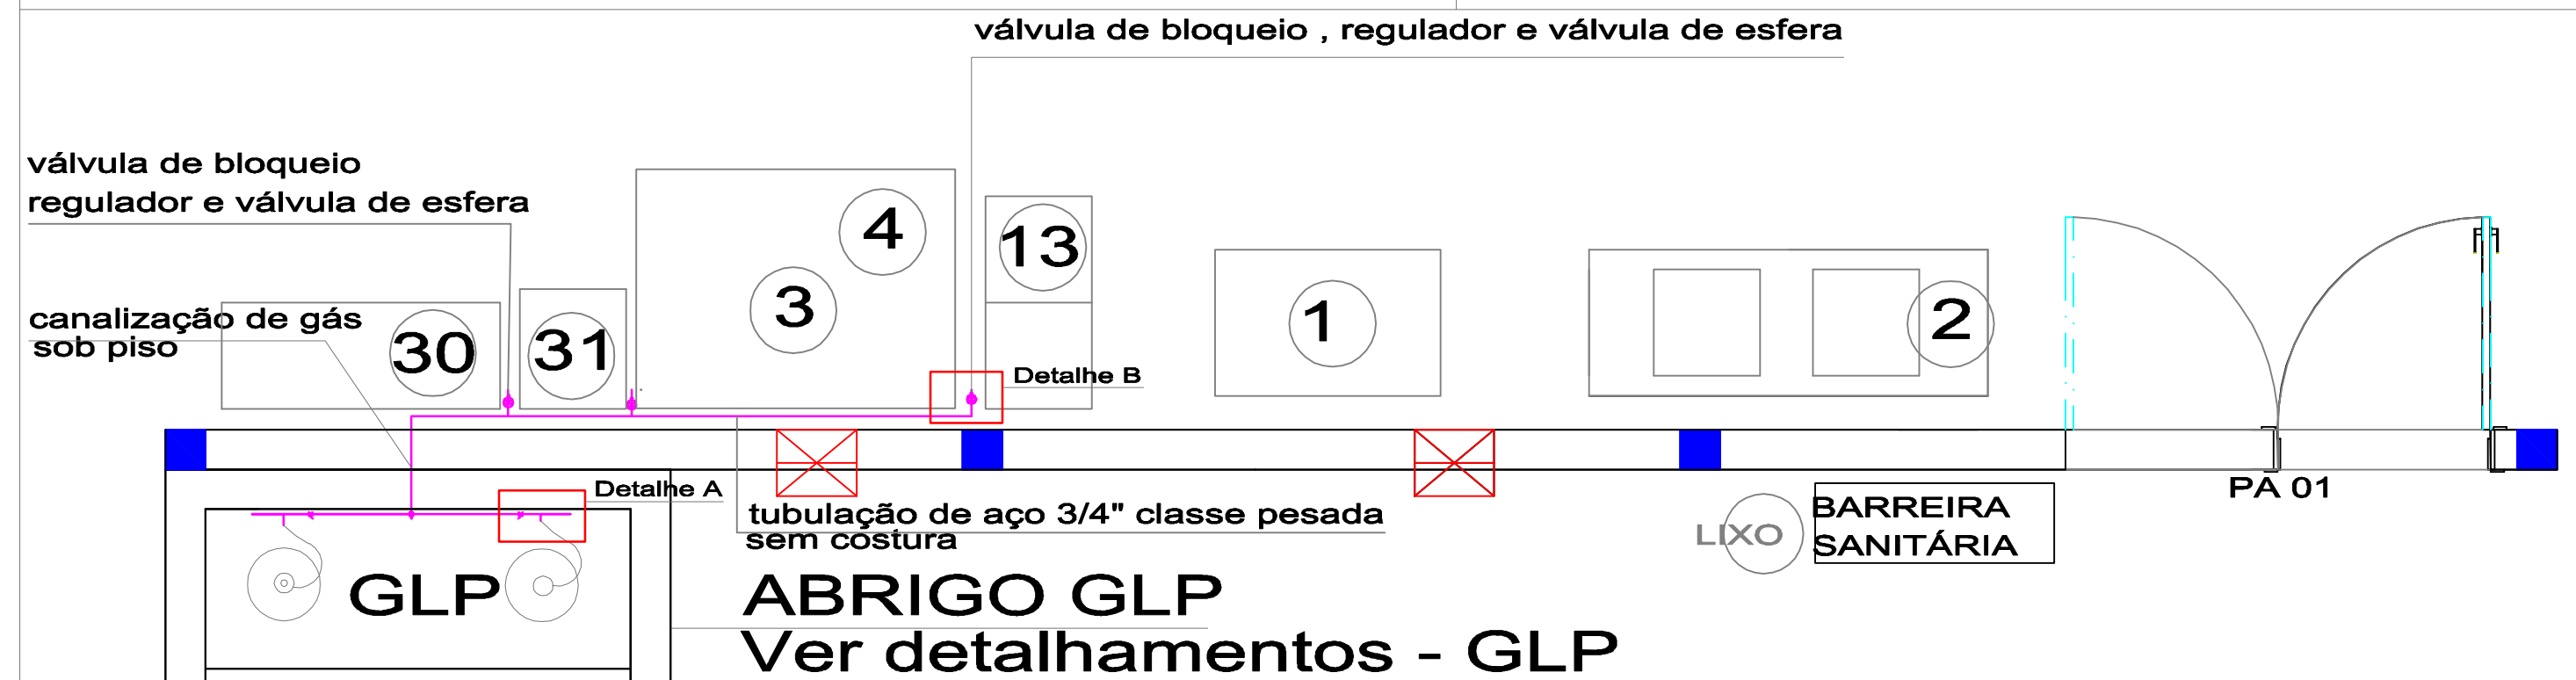 válvula de bloqueio , regulador e válvula de esfera
válvula de bloqueio
regulador e válvula de esfera
canalização de gás
sob piso
30
31
3
4
13
1
2
Detalhe B
Detalhe A
tubulação de aço 3/4" classe pesada
sem costura
PA 01
LIXO
BARREIRA
SANITÁRIA
GLP
ABRIGO GLP
Ver detalhamentos - GLP